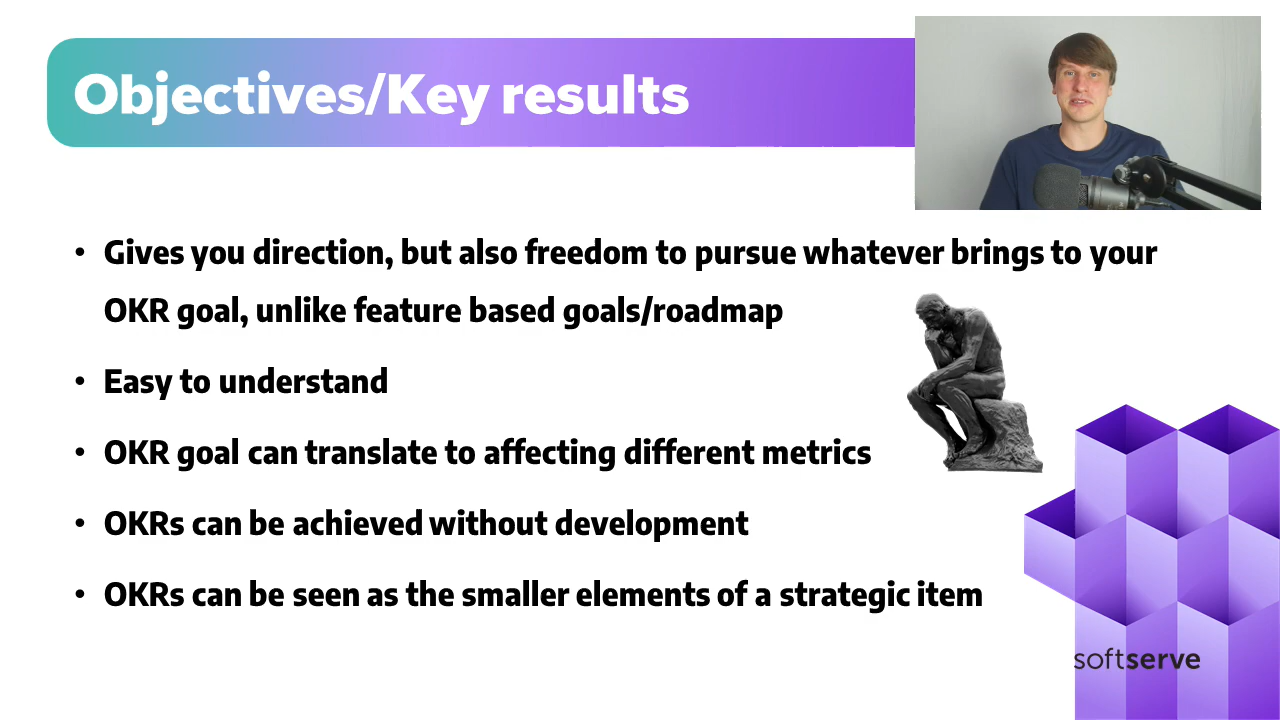 Objectives/Key results
• Gives you direction, but also freedom to pursue whatever brings to your
OKR goal, unlike feature based goals/roadmap
• Easy to understand
• OKR goal can translate to affecting different metrics
• OKRs can be achieved without development
• OKRs can be seen as the smaller elements of a strategic item
softserve